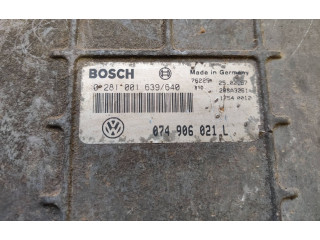 BOSCH
Made in Germany
0 281 001 639/640
074 906 021 L